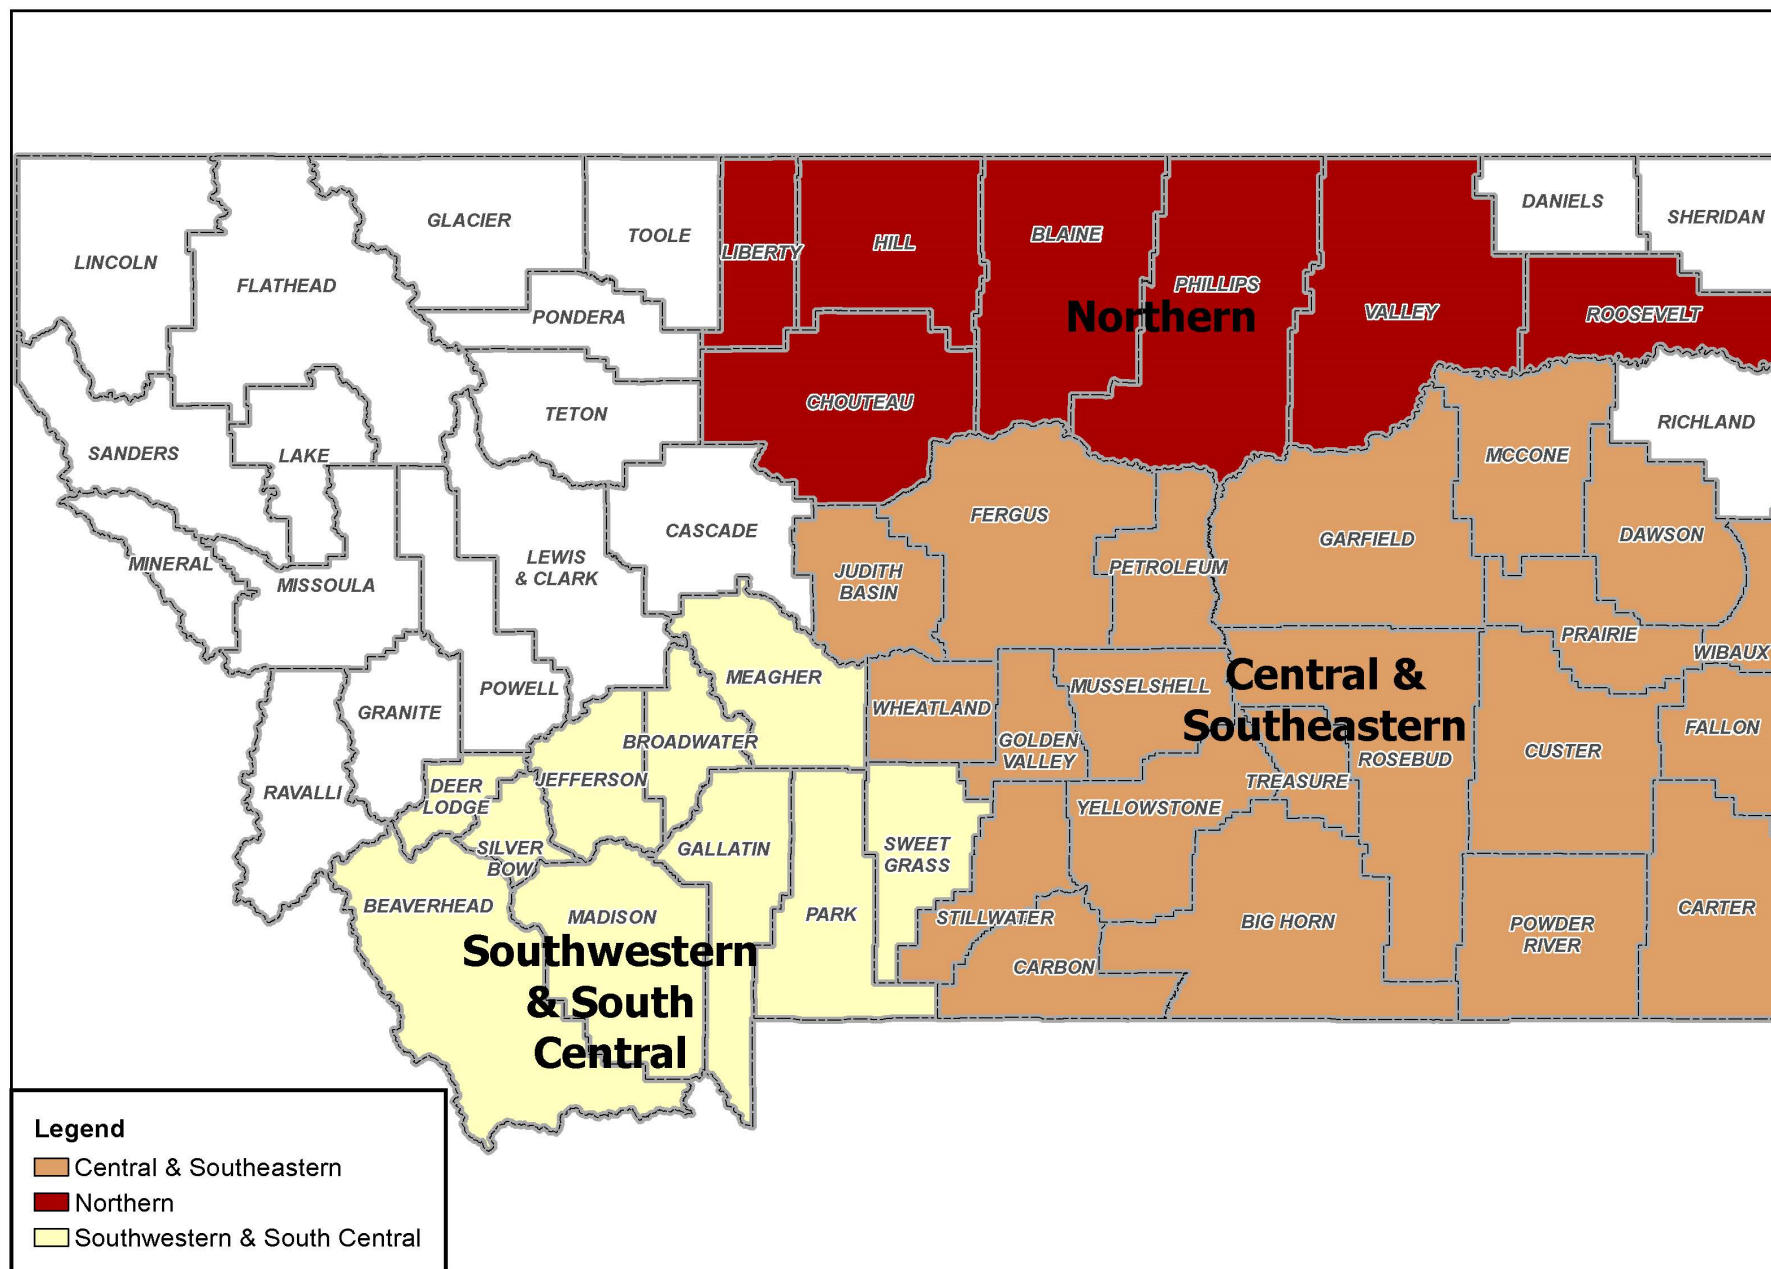 DANIELS
SHERIDAN
GLACIER
TOOLE
BLAINE
HILL
LIBERTY
LINCOLN
FLATHEAD
PHILLIPS
VALLEY
ROOSEVELT
Northern
PONDERA
CHOUTEAU
TETON
RICHLAND
SANDERS
LAKE
MCCONE
FERGUS
CASCADE
GARFIELD
DAWSON
MINERAL
MISSOULA
LEWIS
& CLARK
JUDITH
BASIN
PETROLEUM
PRAIRIE
WIBAUX
MEAGHER
POWELL
MUSSELSHELL
Central &
Southeastern
WHEATLAND
GRANITE
BROADWATER
GOLDEN
VALLEY
ROSEBUD
CUSTER
FALLON
JEFFERSON
TREASURE
RAVALLI
DEER
LODGE
YELLOWSTONE
SILVER
BOW
GALLATIN
SWEET
GRASS
BEAVERHEAD
MADISON
PARK
STILLWATER
BIG HORN
POWDER
RIVER
CARTER
CARBON
Southwestern
& South
Central
Legend
Central & Southeastern
Northern
Southwestern & South Central